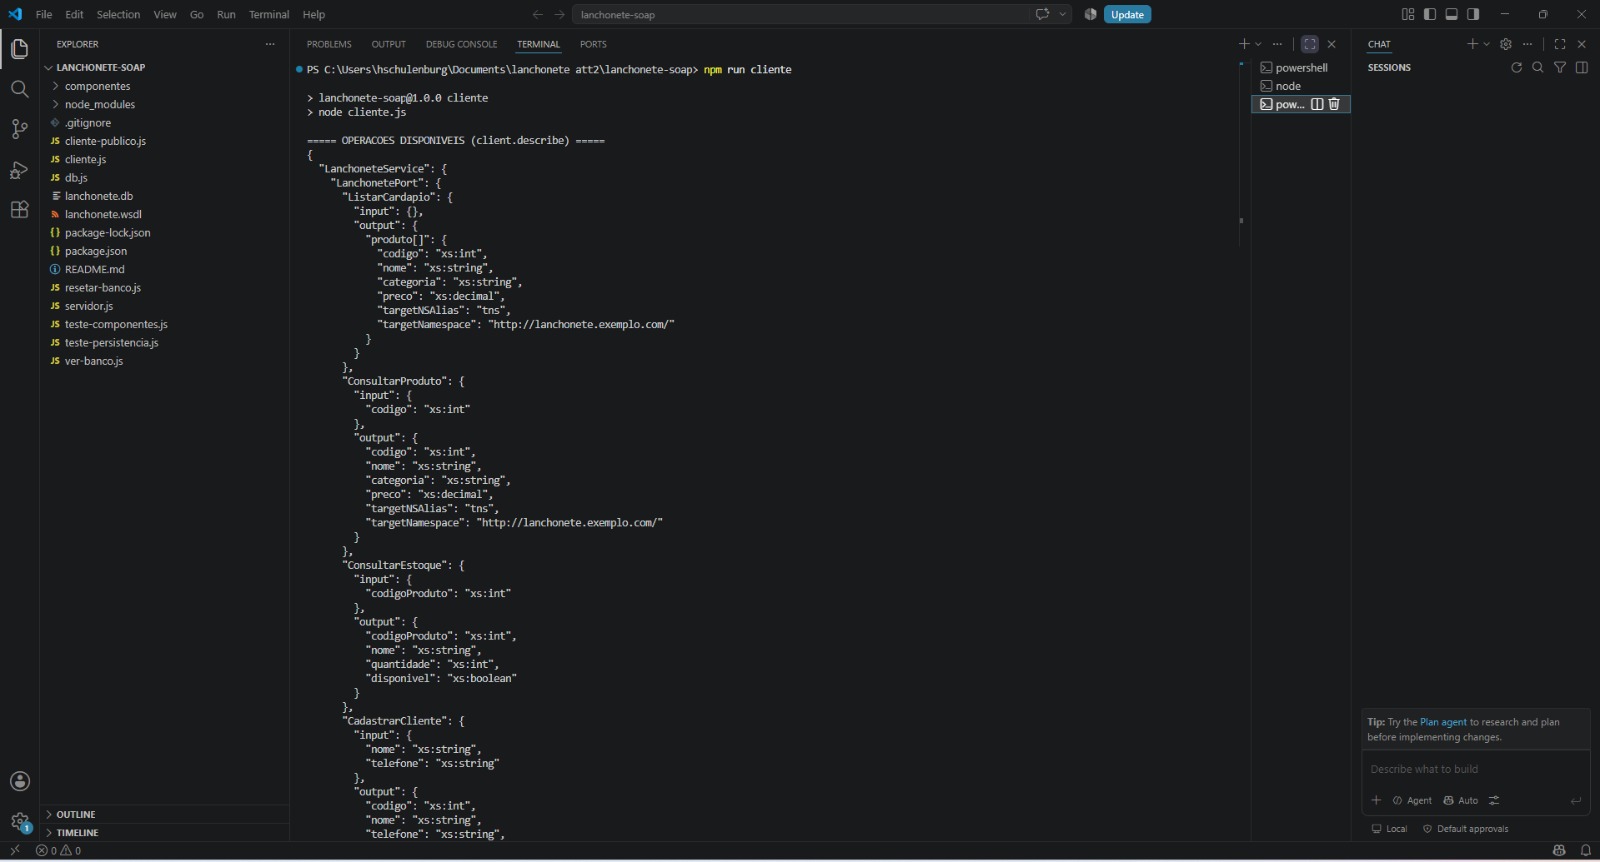 File Edit Selection View Go Run Terminal Help
lanchonete-soap
Update
EXPLORER
LANCHONETE-SOAP
componentes
node_modules
.gitignore
JS cliente-publico.js
JS cliente.js
JS db.js
lanchonete.db
lanchonete.wsdl
{} package-lock.json
{} package.json
README.md
JS resetar-banco.js
JS servidor.js
JS teste-componentes.js
JS teste-persistencia.js
JS ver-banco.js
OUTLINE
TIMELINE
PROBLEMS OUTPUT DEBUG CONSOLE TERMINAL PORTS
PS C:\Users\hschulenburg\Documents\lanchonete att2\lanchonete-soap> npm run cliente
> lanchonete-soap@1.0.0 cliente
> node cliente.js
===== OPERACOES DISPONIVEIS (client.describe) =====
{
"LanchoneteService": {
"LanchonetePort": {
"ListarCardapio": {
"input": {},
"output": {
"produto[]": {
"codigo": "xs:int",
"nome": "xs:string",
"categoria": "xs:string",
"preco": "xs:decimal",
"targetNSAlias": "tns",
"targetNamespace": "http://lanchonete.exemplo.com/"
}
}
},
"ConsultarProduto": {
"input": {
"codigo": "xs:int"
},
"output": {
"codigo": "xs:int",
"nome": "xs:string",
"categoria": "xs:string",
"preco": "xs:decimal",
"targetNSAlias": "tns",
"targetNamespace": "http://lanchonete.exemplo.com/"
}
},
"ConsultarEstoque": {
"input": {
"codigoProduto": "xs:int"
},
"output": {
"codigoProduto": "xs:int",
"nome": "xs:string",
"quantidade": "xs:int",
"disponivel": "xs:boolean"
}
},
"CadastrarCliente": {
"input": {
"nome": "xs:string",
"telefone": "xs:string"
},
"output": {
"codigo": "xs:int",
"nome": "xs:string",
"telefone": "xs:string",
powershell
node
pow...
CHAT
SESSIONS
Tip: Try the Plan agent to research and plan
before implementing changes.
Describe what to build
Agent Auto
Local Default approvals
1
0 0